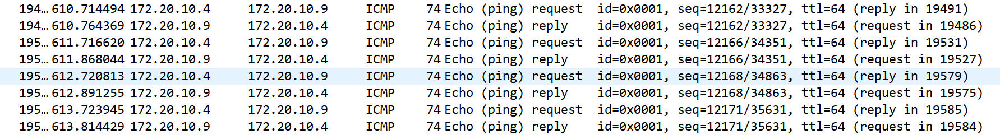 194… 610.714494 172.20.10.4 172.20.10.9 ICMP 74 Echo (ping) request id=0x0001, seq=12162/33327, ttl=64 (reply in 19491)
194… 610.764369 172.20.10.9 172.20.10.4 ICMP 74 Echo (ping) reply id=0x0001, seq=12162/33327, ttl=64 (request in 19486)
195… 611.716620 172.20.10.4 172.20.10.9 ICMP 74 Echo (ping) request id=0x0001, seq=12166/34351, ttl=64 (reply in 19531)
195… 611.868044 172.20.10.9 172.20.10.4 ICMP 74 Echo (ping) reply id=0x0001, seq=12166/34351, ttl=64 (request in 19527)
195… 612.720813 172.20.10.4 172.20.10.9 ICMP 74 Echo (ping) request id=0x0001, seq=12168/34863, ttl=64 (reply in 19579)
195… 612.891255 172.20.10.9 172.20.10.4 ICMP 74 Echo (ping) reply id=0x0001, seq=12168/34863, ttl=64 (request in 19575)
195… 613.723945 172.20.10.4 172.20.10.9 ICMP 74 Echo (ping) request id=0x0001, seq=12171/35631, ttl=64 (reply in 19585)
195… 613.814429 172.20.10.9 172.20.10.4 ICMP 74 Echo (ping) reply id=0x0001, seq=12171/35631, ttl=64 (request in 19584)